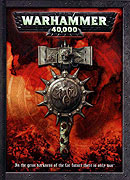 WARHAMMER
40,000
In the grim darkness of the far future there is only war